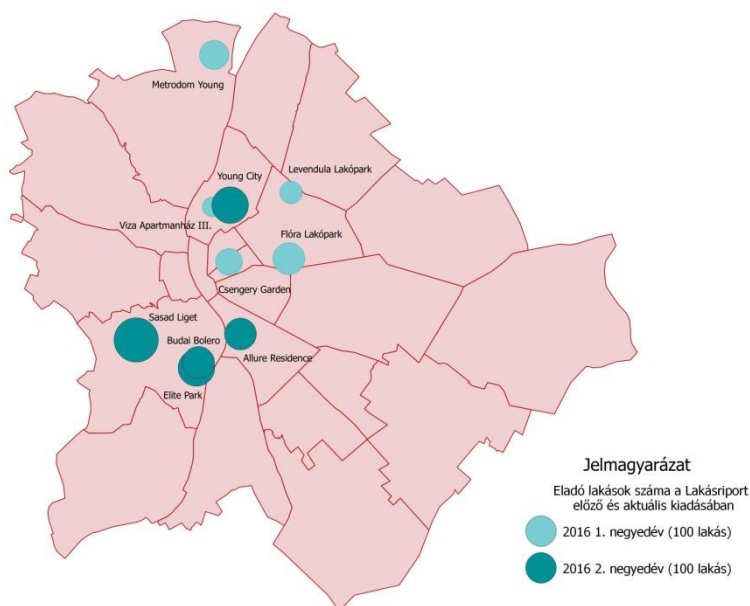 Metrodom Young
Levendula Lakópark
Young City
Viza Apartmanház III.
Flóra Lakópark
Csengery Garden
Sasad Liget
Budai Bolero
Allure Residence
Elite Park
Jelmagyarázat
Eladó lakások száma a Lakásriport
előző és aktuális kiadásában
2016 1. negyedév (100 lakás)
2016 2. negyedév (100 lakás)